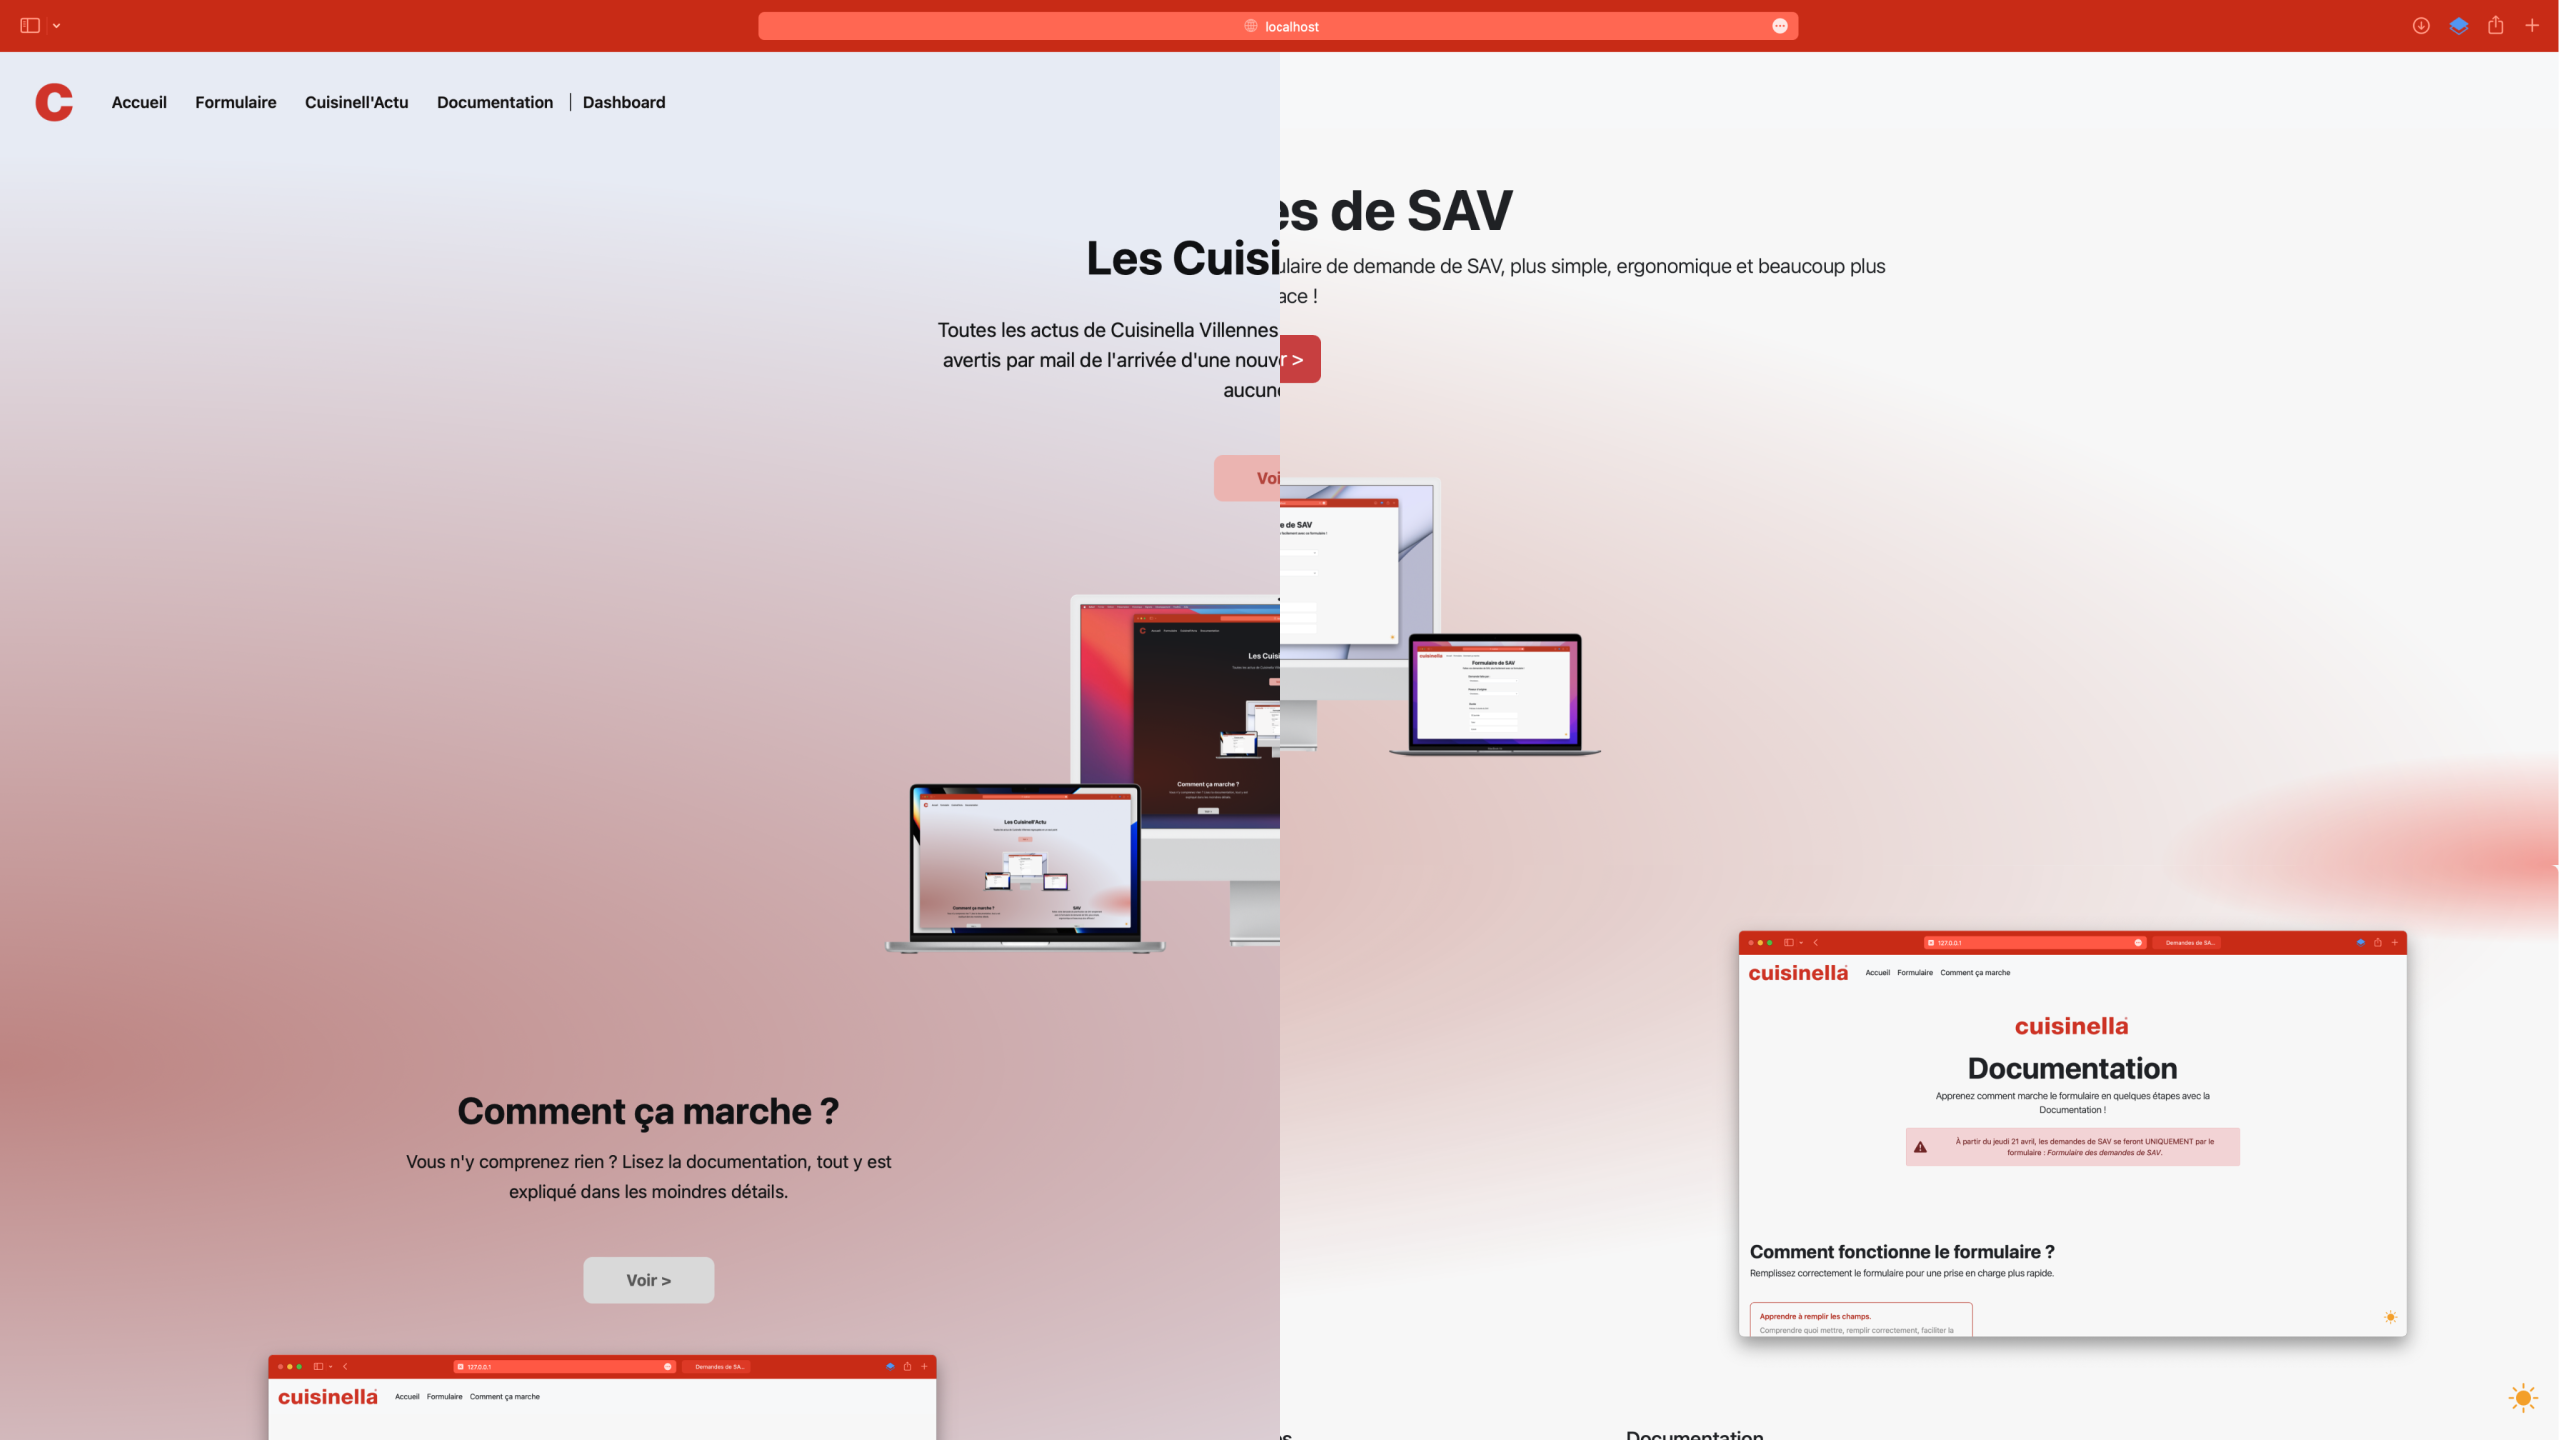 localhost
C Accueil Formulaire Cuisinell'Actu Documentation Dashboard
es de SAV
Les Cuisi
ulaire de demande de SAV, plus simple, ergonomique et beaucoup plus
ace !
Toutes les actus de Cuisinella Villennes
avertis par mail de l'arrivée d'une nouv
aucun
r >
Voi
e de SAV
Formulaire de SAV
Les Cuisi
Comment ça marche ?
Les Cuisinell'Actu
Comment ça marche ?
SAV
Comment ça marche ?
Vous n'y comprenez rien ? Lisez la documentation, tout y est
expliqué dans les moindres détails.
Voir >
127.0.0.1
Demandes de SA...
cuisinella Accueil Formulaire Comment ça marche
127.0.0.1
Demandes de SA...
cuisinella Accueil Formulaire Comment ça marche
cuisinella
Documentation
Apprenez comment marche le formulaire en quelques étapes avec la
Documentation !
À partir du jeudi 21 avril, les demandes de SAV se feront UNIQUEMENT par le
formulaire : Formulaire des demandes de SAV.
Comment fonctionne le formulaire ?
Remplissez correctement le formulaire pour une prise en charge plus rapide.
Apprendre à remplir les champs.
Comprendre quoi mettre, remplir correctement, faciliter la
Documentation